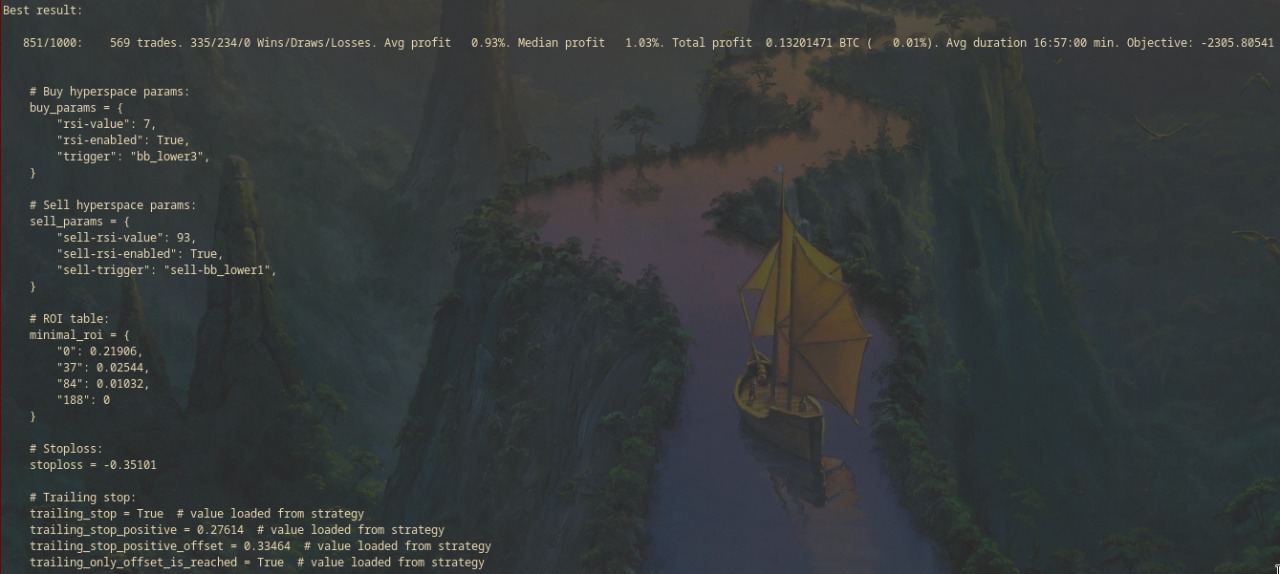 Best result:
851/1000: 569 trades. 335/234/0 Wins/Draws/Losses. Avg profit 0.93%. Median profit 1.03%. Total profit 0.13201471 BTC ( 0.01%). Avg duration 16:57:00 min. Objective: -2305.80541
# Buy hyperspace params:
buy_params = {
"rsi-value": 7,
"rsi-enabled": True,
"trigger": "bb_lower3",
}
# Sell hyperspace params:
sell_params = {
"sell-rsi-value": 93,
"sell-rsi-enabled": True,
"sell-trigger": "sell-bb_lower1",
}
# ROI table:
minimal_roi = {
"0": 0.21906,
"37": 0.02544,
"84": 0.01032,
"188": 0
}
# Stoploss:
stoploss = -0.35101
# Trailing stop:
trailing_stop = True # value loaded from strategy
trailing_stop_positive = 0.27614 # value loaded from strategy
trailing_stop_positive_offset = 0.33464 # value loaded from strategy
trailing_only_offset_is_reached = True # value loaded from strategy